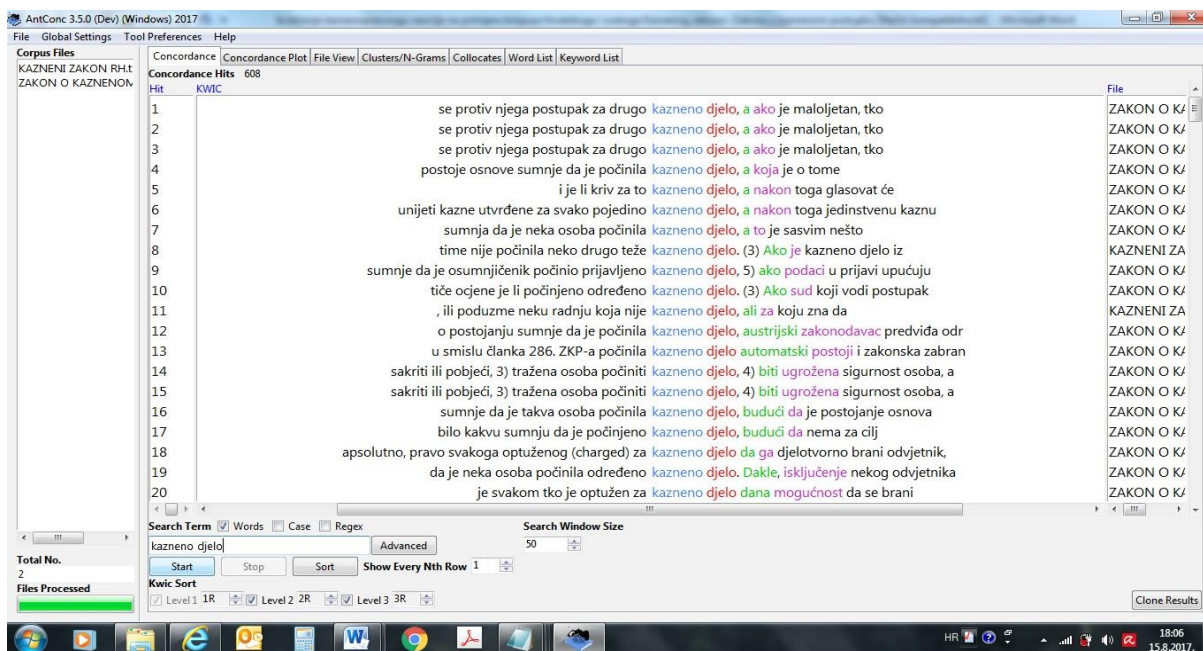 AntConc 3.5.0 (Dev) (Windows) 2017
File Global Settings Tool Preferences Help
Corpus Files
KAZNENI ZAKON RH.t
ZAKON O KAZNENOM
Total No.
2
Files Processed
Concordance Concordance Plot File View Clusters/N-Grams Collocates Word List Keyword List
Concordance Hits 608
Hit KWIC File
1 se protiv njega postupak za drugo kazneno djelo, a ako je maloljetan, tko ZAKON O KA
2 se protiv njega postupak za drugo kazneno djelo, a ako je maloljetan, tko ZAKON O KA
3 se protiv njega postupak za drugo kazneno djelo, a ako je maloljetan, tko ZAKON O KA
4 postoje osnove sumnje da je počinila kazneno djelo, a koja je o tome ZAKON O KA
5 i je li kriv za to kazneno djelo, a nakon toga glasovat će ZAKON O KA
6 unijeti kazne utvrđene za svako pojedino kazneno djelo, a nakon toga jedinstvenu kaznu ZAKON O KA
7 sumnja da je neka osoba počinila kazneno djelo, a to je sasvim nešto ZAKON O KA
8 time nije počinila neko drugo teže kazneno djelo. (3) Ako je kazneno djelo iz KAZNENI ZA
9 sumnje da je osumnjičenik počinio prijavljeno kazneno djelo, 5) ako podaci u prijavi upućuju ZAKON O KA
10 tiče ocjene je li počinjeno određeno kazneno djelo. (3) Ako sud koji vodi postupak ZAKON O KA
11 , ili poduzme neku radnju koja nije kazneno djelo, ali za koju zna da KAZNENI ZA
12 o postojanju sumnje da je počinila kazneno djelo, austrijski zakonodavac predviđa odr ZAKON O KA
13 u smislu članka 286. ZKP-a počinila kazneno djelo automatski postoji i zakonska zabran ZAKON O KA
14 sakriti ili pobjeći, 3) tražena osoba počiniti kazneno djelo, 4) biti ugrožena sigurnost osoba, a ZAKON O KA
15 sakriti ili pobjeći, 3) tražena osoba počiniti kazneno djelo, 4) biti ugrožena sigurnost osoba, a ZAKON O KA
16 sumnje da je takva osoba počinila kazneno djelo, budući da je postojanje osnova ZAKON O KA
17 bilo kakvu sumnju da je počinjeno kazneno djelo, budući da nema za cilj ZAKON O KA
18 apsolutno, pravo svakoga optuženog (charged) za kazneno djelo da ga djelotvorno brani odvjetnik, ZAKON O KA
19 da je neka osoba počinila određeno kazneno djelo. Dakle, isključenje nekog odvjetnika ZAKON O KA
20 je svakom tko je optužen za kazneno djelo dana mogućnost da se brani ZAKON O KA
Search Term Words Case Regex Search Window Size
kazneno djelo Advanced 50
Start Stop Sort Show Every Nth Row 1
Kwic Sort
Level 1 1R Level 2 2R Level 3 3R Clone Results
HR 18:06
15.8.2017.